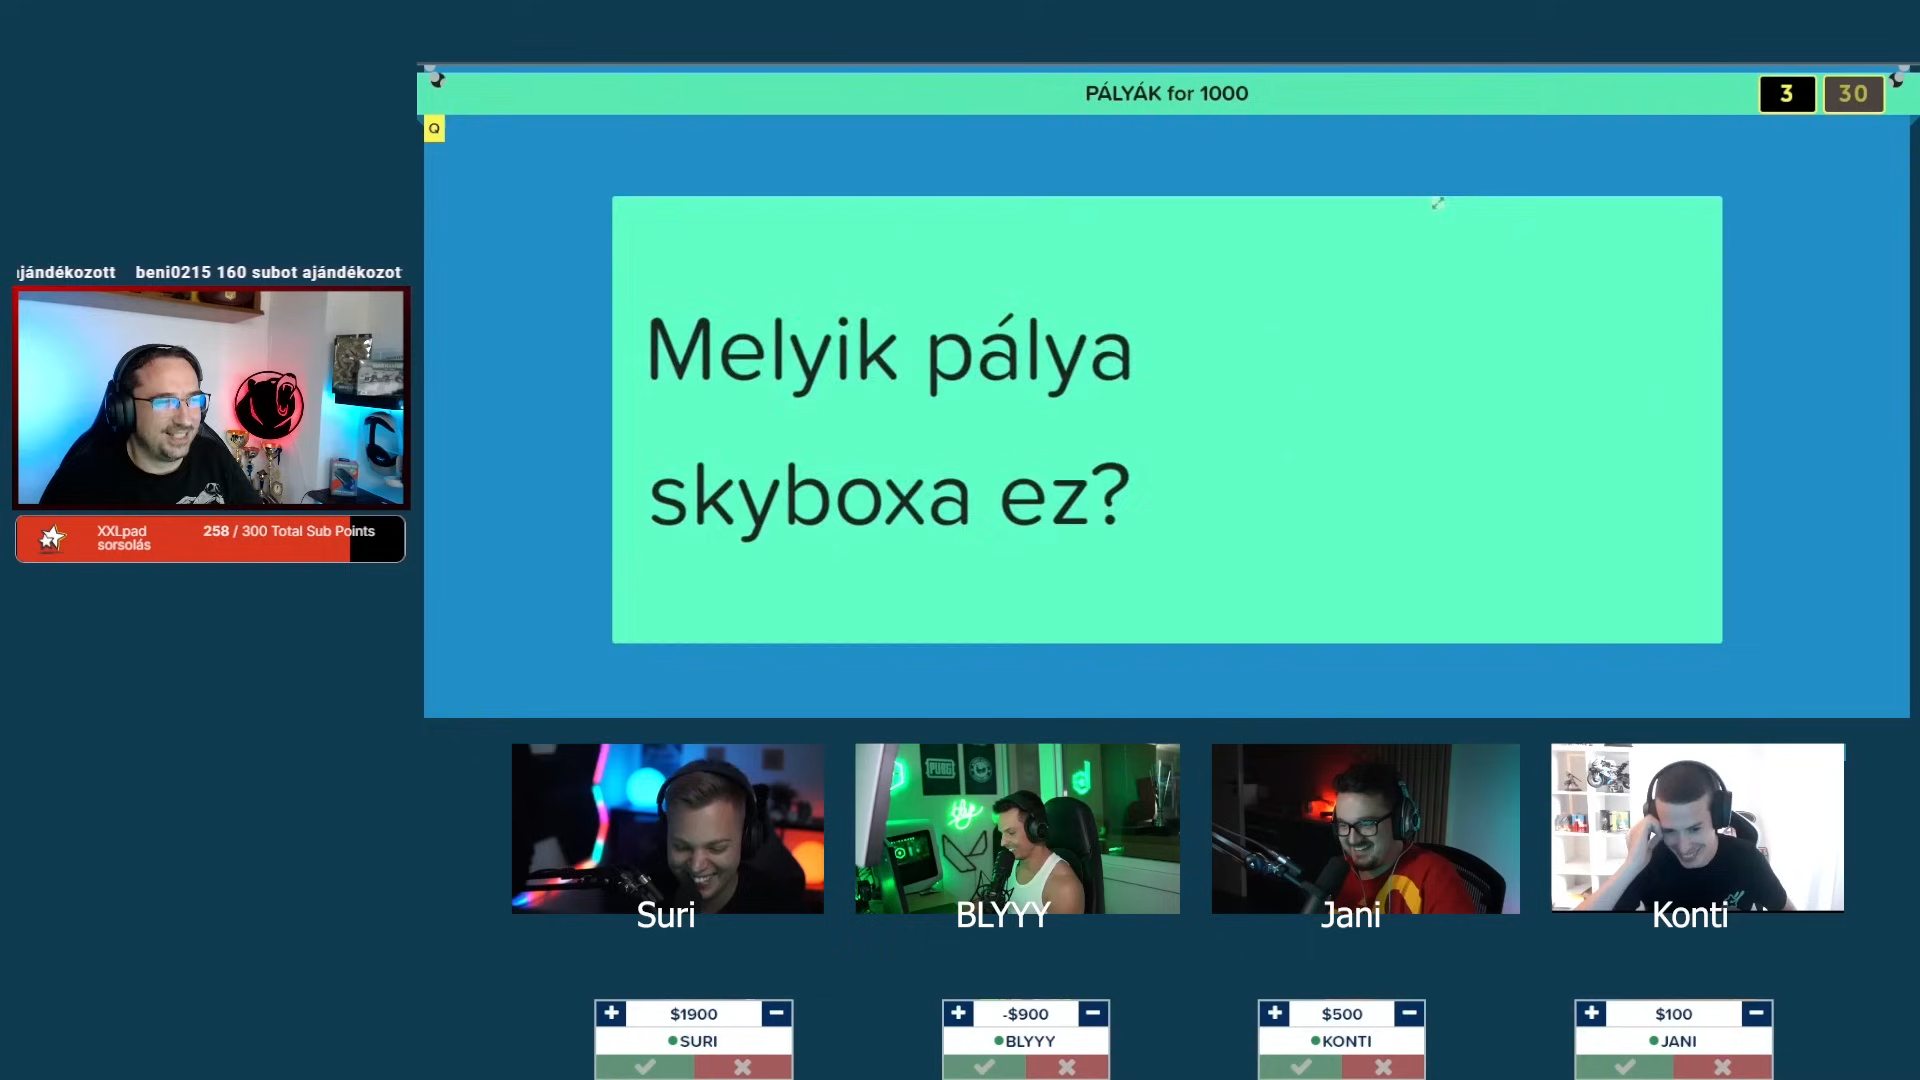 PÁLYÁK for 1000
3
30
Q
Melyik pálya
skyboxa ez?
ajándékozott beni0215 160 subot ajándékozot
XXLpad
sorsolás
258 / 300 Total Sub Points
PUBG
Suri
BLYYY
Jani
Konti
$1900
SURI
-$900
BLYYY
$500
KONTI
$100
JANI